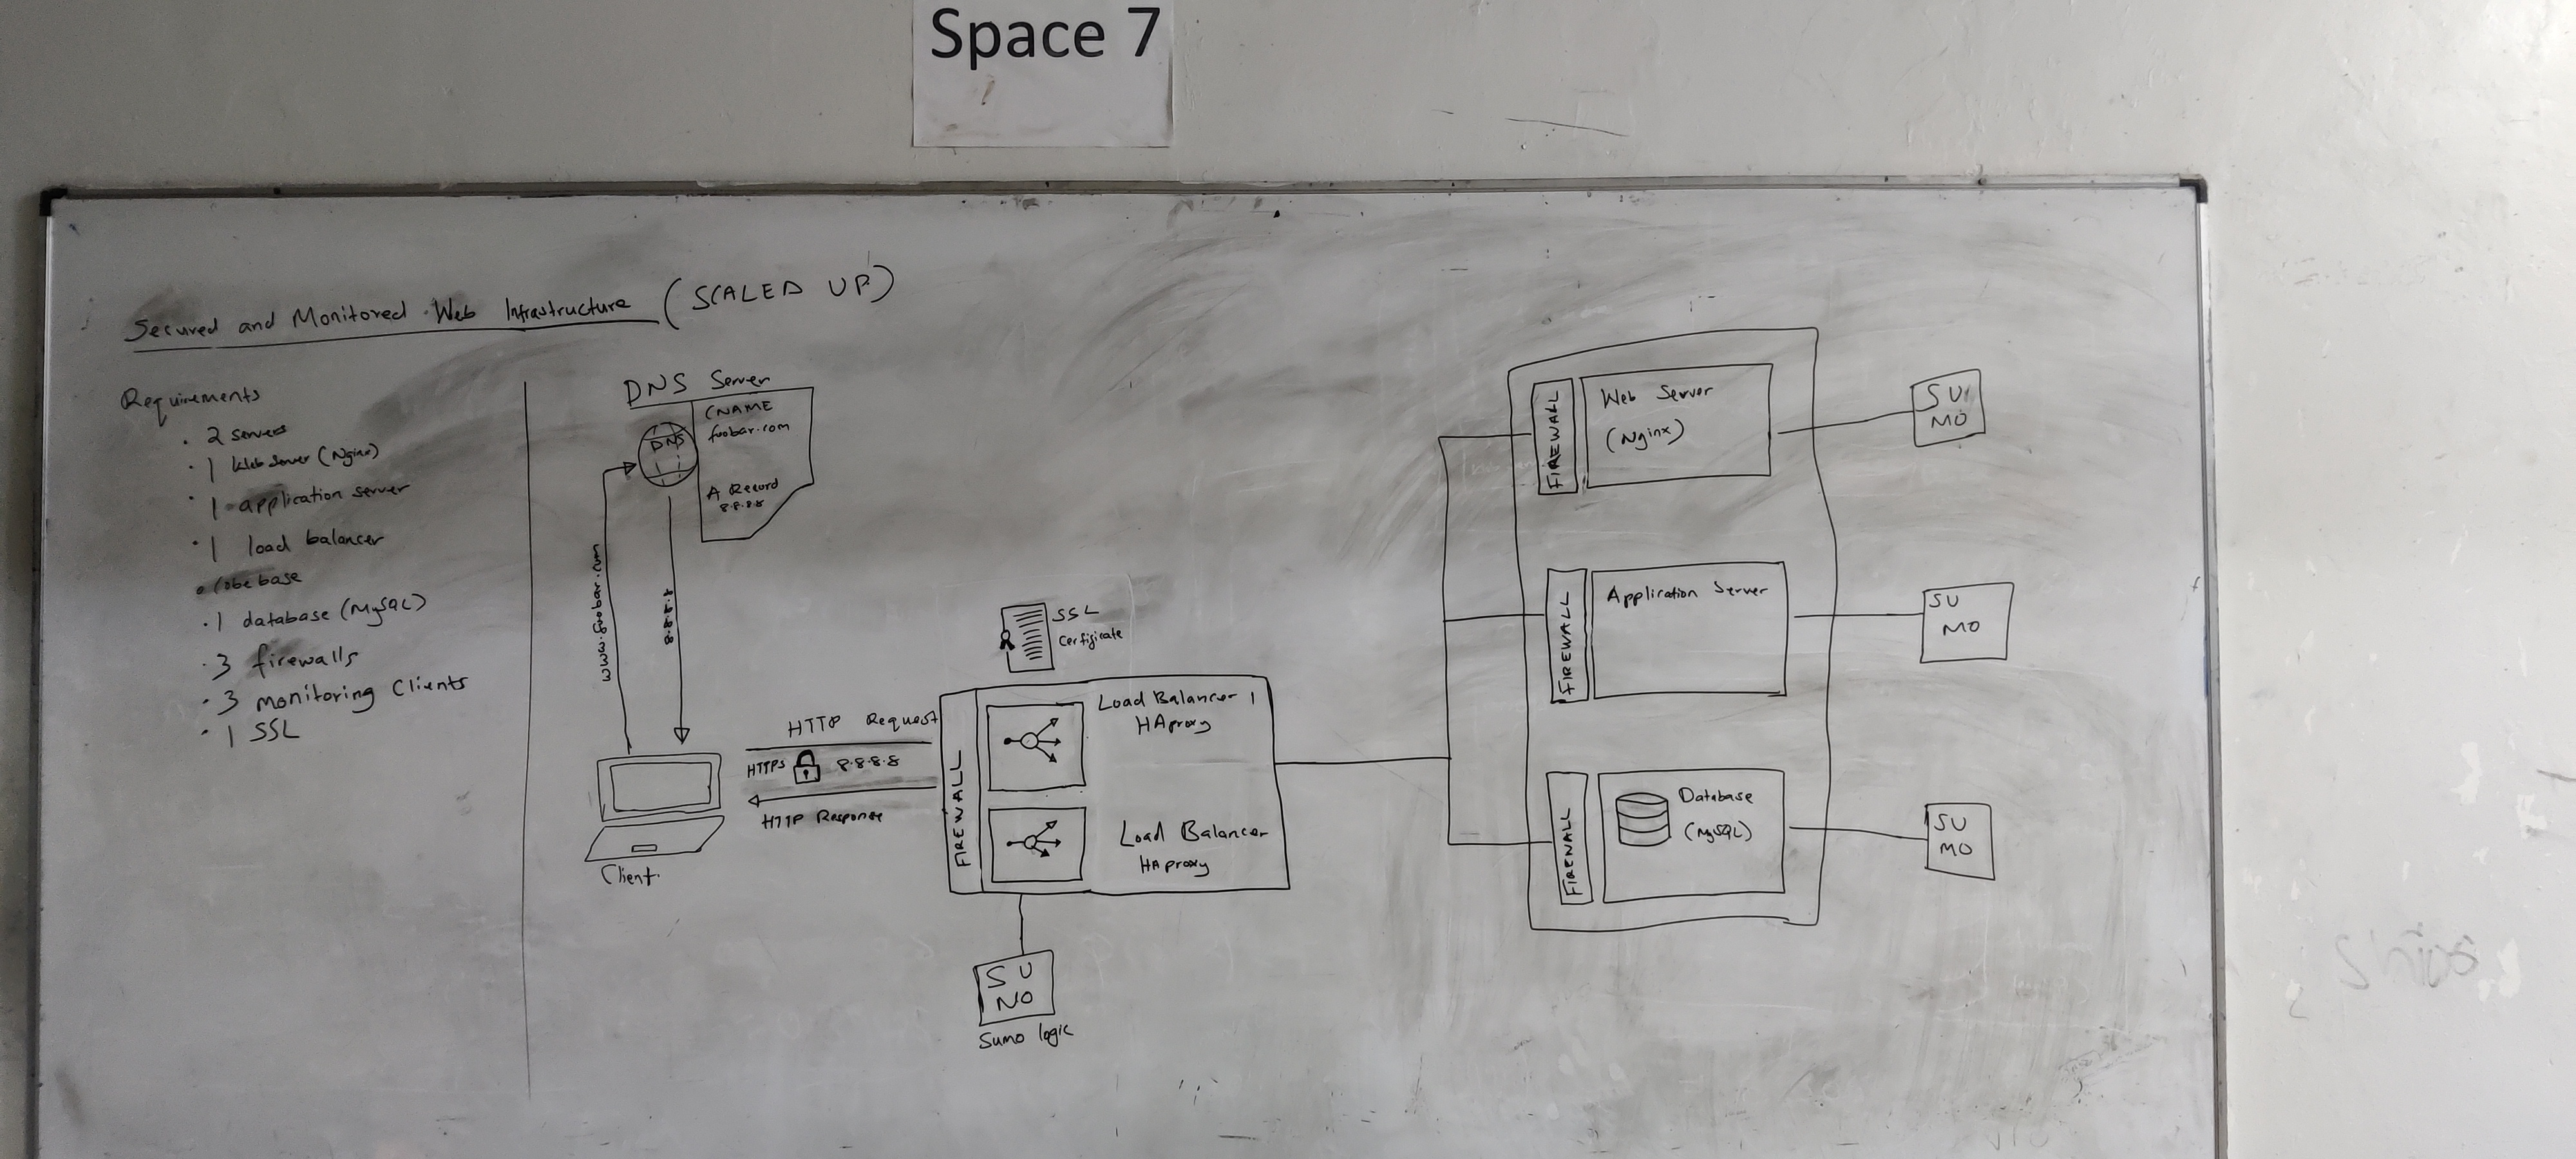 Space 7
Secured and Monitored Web Infrastructure (SCALED UP)
Requirements
• 2 servers
• 1 Web Server (Nginx)
• 1 application server
• 1 load balancer
• Cobe base
• 1 database (MySQL)
• 3 firewalls
• 3 monitoring Clients
• 1 SSL
DNS Server
DNS
CNAME
foobar.com
A Record
8.8.8.8
www.foobar.com
8.8.8.8
Client
HTTP Request
HTTPS 8.8.8.8
HTTP Response
SSL
Certificate
FIREWALL
Load Balancer 1
HAproxy
Load Balancer
HAproxy
SU
NO
Sumo logic
FIREWALL
Web Server
(Nginx)
SU
MO
FIREWALL
Application Server
SU
MO
FIREWALL
Database
(MySQL)
SU
MO